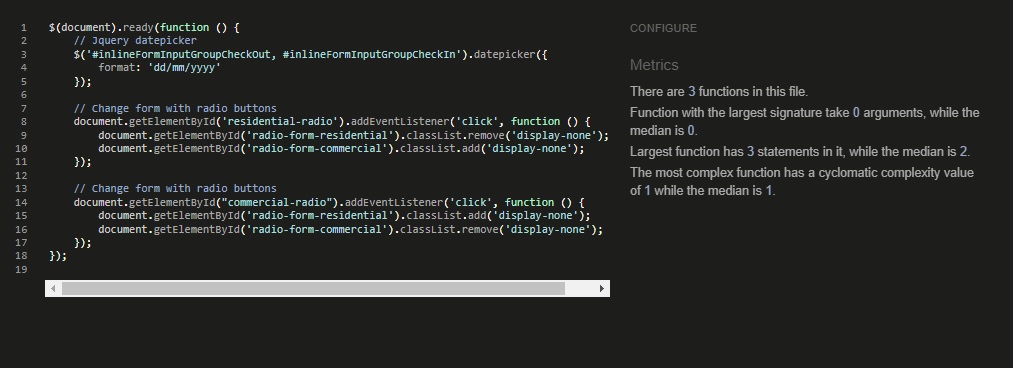 CONFIGURE
1 $(document).ready(function () {
2 // Jquery datepicker
3 $('#inlineFormInputGroupCheckOut, #inlineFormInputGroupCheckIn').datepicker({
4 format: 'dd/mm/yyyy'
5 });
6
7 // Change form with radio buttons
8 document.getElementById('residential-radio').addEventListener('click', function () {
9 document.getElementById('radio-form-residential').classList.remove('display-none');
10 document.getElementById('radio-form-commercial').classList.add('display-none');
11 });
12
13 // Change form with radio buttons
14 document.getElementById("commercial-radio").addEventListener('click', function () {
15 document.getElementById('radio-form-residential').classList.add('display-none');
16 document.getElementById('radio-form-commercial').classList.remove('display-none');
17 });
18 });
19
Metrics
There are 3 functions in this file.
Function with the largest signature take 0 arguments, while the
median is 0.
Largest function has 3 statements in it, while the median is 2.
The most complex function has a cyclomatic complexity value
of 1 while the median is 1.